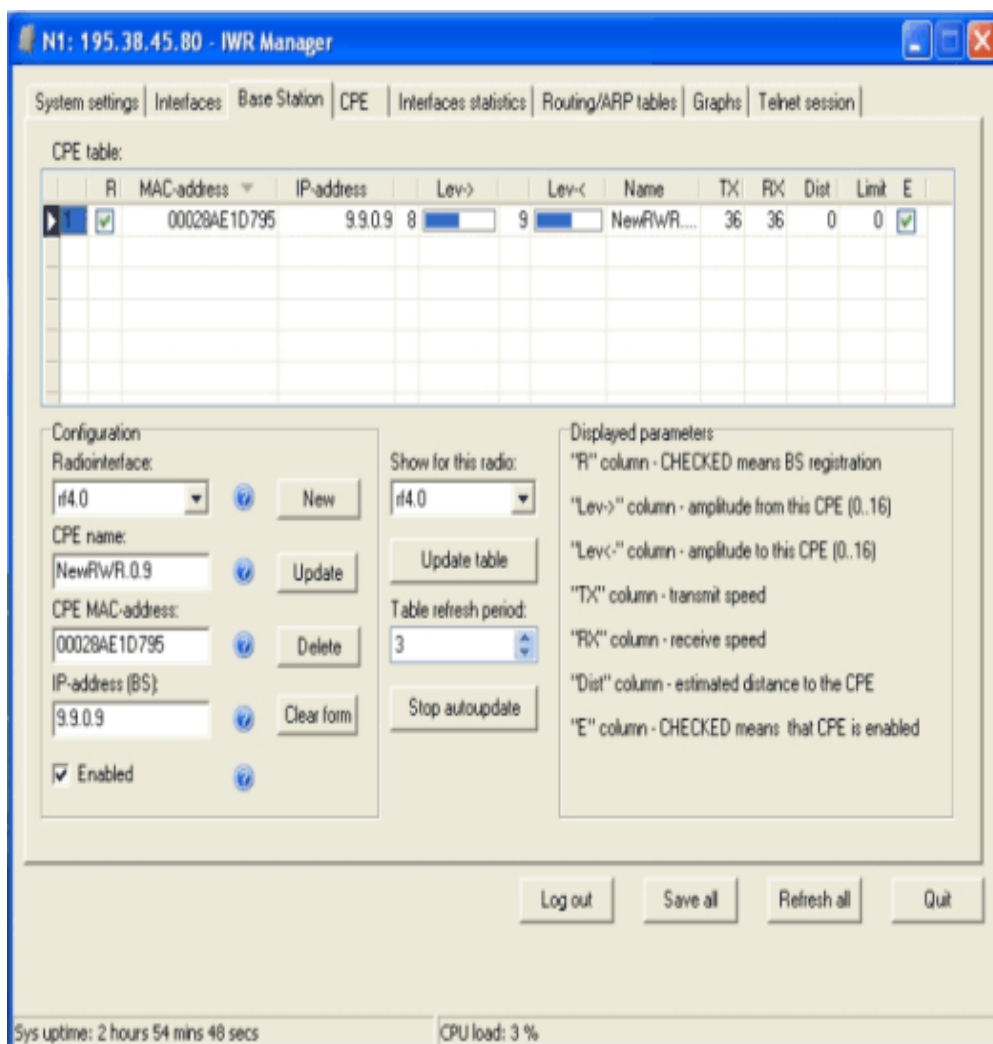 N1: 195.38.45.80 - IWR Manager
System settings Interfaces Base Station CPE Interfaces statistics Routing/ARP tables Graphs Telnet session
CPE table:
R MAC-address IP-address Lev-> Lev-< Name TX RX Dist Limit E
1 00028AE1D795 9.9.0.9 8 9 NewRWR.... 36 36 0 0
Configuration
Radiointerface:
rf4.0
New
CPE name:
NewRWR.0.9
Update
CPE MAC-address:
00028AE1D795
Delete
IP-address (BS):
9.9.0.9
Clear form
Enabled
Show for this radio:
rf4.0
Update table
Table refresh period:
3
Stop autoupdate
Displayed parameters
"R" column - CHECKED means BS registration
"Lev->" column - amplitude from this CPE (0..16)
"Lev<-" column - amplitude to this CPE (0..16)
"TX" column - transmit speed
"RX" column - receive speed
"Dist" column - estimated distance to the CPE
"E" column - CHECKED means that CPE is enabled
Log out Save all Refresh all Quit
Sys uptime: 2 hours 54 mins 48 secs CPU load: 3 %